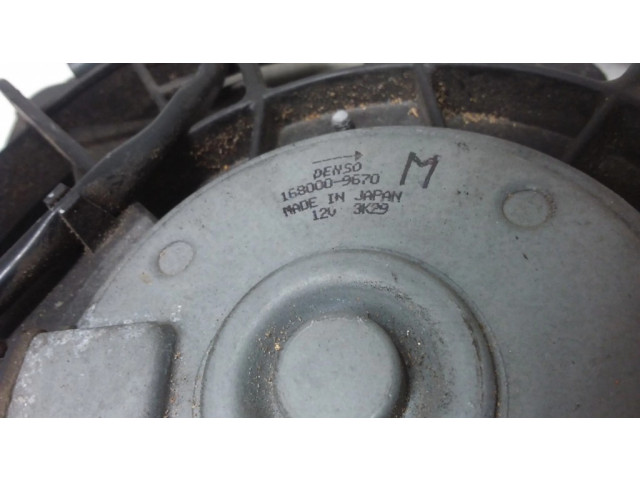 DENSO
168000-9670 M
MADE IN JAPAN
12V 3K29